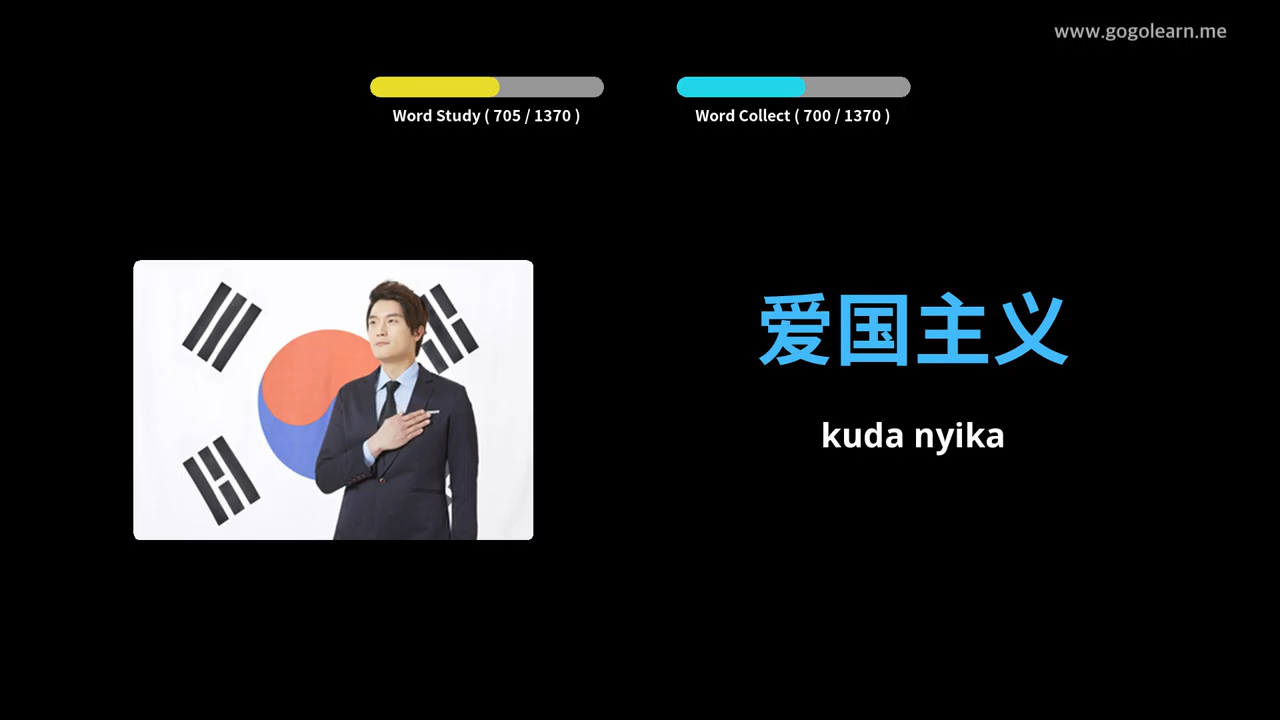 www.gogolearn.me
Word Study ( 705 / 1370 )
Word Collect ( 700 / 1370 )
爱国主义
kuda nyika